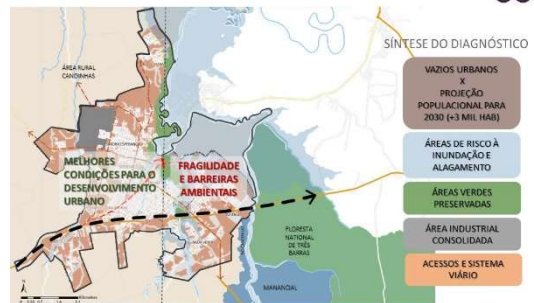 SÍNTESE DO DIAGNÓSTICO
VAZIOS URBANOS
X
PROJEÇÃO
POPULACIONAL PARA
2030 (+3 MIL HAB)
ÁREAS DE RISCO À
INUNDAÇÃO E
ALAGAMENTO
ÁREAS VERDES
PRESERVADAS
ÁREA INDUSTRIAL
CONSOLIDADA
ACESSOS E SISTEMA
VIÁRIO
ÁREA RURAL
MELHORES
CONDIÇÕES PARA O
DESENVOLVIMENTO
URBANO
FRAGILIDADE
E BARREIRAS
AMBIENTAIS
FLORESTA
NATIONAL
DE TRÊS
BARRAS
MANANCIAL